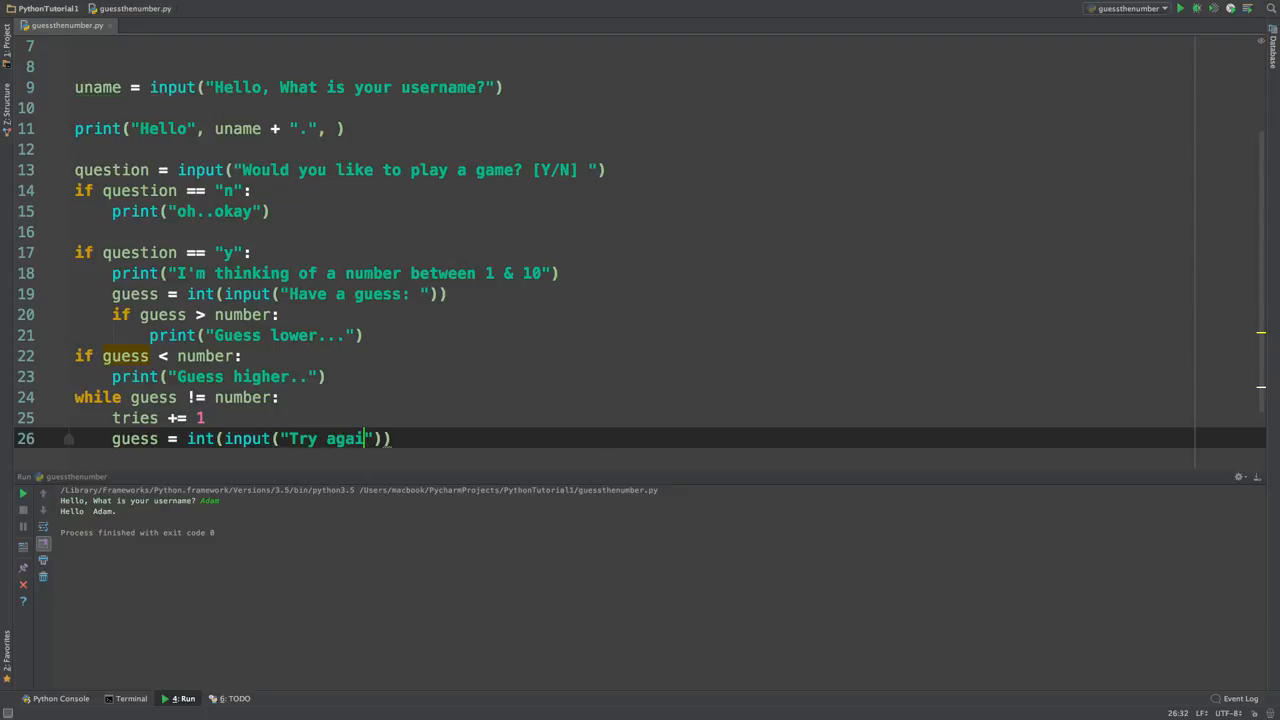 PythonTutorial1 guessthenumber.py guessthenumber
guessthenumber.py
1: Project
Z: Structure
Database
7
8
9 uname = input("Hello, What is your username?")
10
11 print("Hello", uname + ".", )
12
13 question = input("Would you like to play a game? [Y/N] ")
14 if question == "n":
15 print("oh..okay")
16
17 if question == "y":
18 print("I'm thinking of a number between 1 & 10")
19 guess = int(input("Have a guess: "))
20 if guess > number:
21 print("Guess lower...")
22 if guess < number:
23 print("Guess higher..")
24 while guess != number:
25 tries += 1
26 guess = int(input("Try agai"))
Run guessthenumber
/Library/Frameworks/Python.framework/Versions/3.5/bin/python3.5 /Users/macbook/PycharmProjects/PythonTutorial1/guessthenumber.py
Hello, What is your username? Adam
Hello  Adam.
Process finished with exit code 0
2: Favorites
Python Console Terminal 4: Run 6: TODO Event Log
26:32 LF÷ UTF-8÷